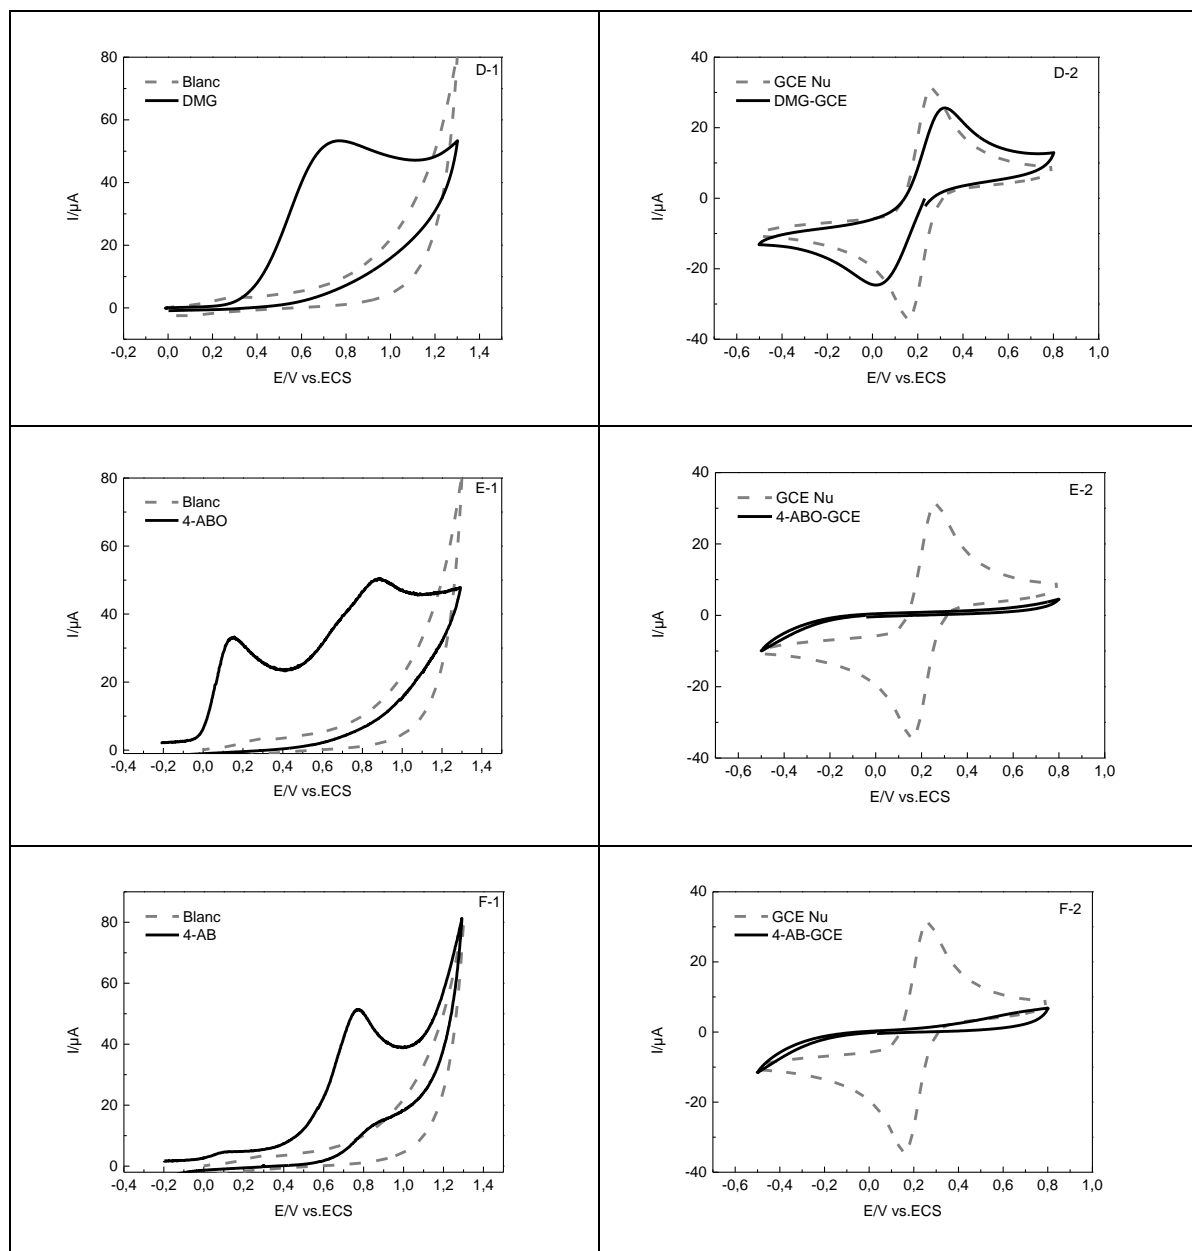 D-1
Blanc
DMG
80
60
40
20
0
I/µA
-0,2 0,0 0,2 0,4 0,6 0,8 1,0 1,2 1,4
E/V vs.ECS
D-2
GCE Nu
DMG-GCE
40
20
0
-20
-40
I/µA
-0,6 -0,4 -0,2 0,0 0,2 0,4 0,6 0,8 1,0
E/V vs.ECS
E-1
Blanc
4-ABO
80
60
40
20
0
I/µA
-0,4 -0,2 0,0 0,2 0,4 0,6 0,8 1,0 1,2 1,4
E/V vs.ECS
E-2
GCE Nu
4-ABO-GCE
40
20
0
-20
-40
I/µA
-0,6 -0,4 -0,2 0,0 0,2 0,4 0,6 0,8 1,0
E/V vs.ECS
F-1
Blanc
4-AB
80
60
40
20
0
I/µA
-0,4 -0,2 0,0 0,2 0,4 0,6 0,8 1,0 1,2 1,4
E/V vs.ECS
F-2
GCE Nu
4-AB-GCE
40
20
0
-20
-40
I/µA
-0,6 -0,4 -0,2 0,0 0,2 0,4 0,6 0,8 1,0
E/V vs.ECS